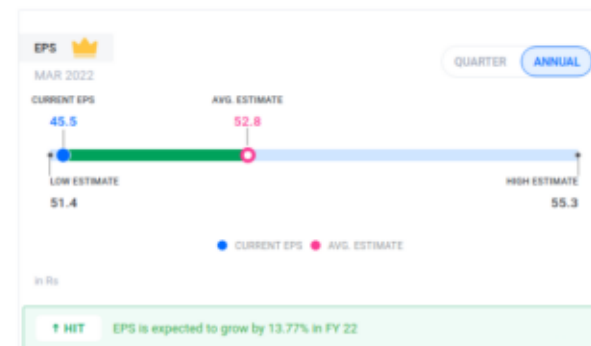 EPS
QUARTER ANNUAL
MAR 2022
CURRENT EPS AVG. ESTIMATE
45.5 52.8
LOW ESTIMATE HIGH ESTIMATE
51.4 55.3
CURRENT EPS AVG. ESTIMATE
in Rs
↑ HIT EPS is expected to grow by 13.77% in FY 22